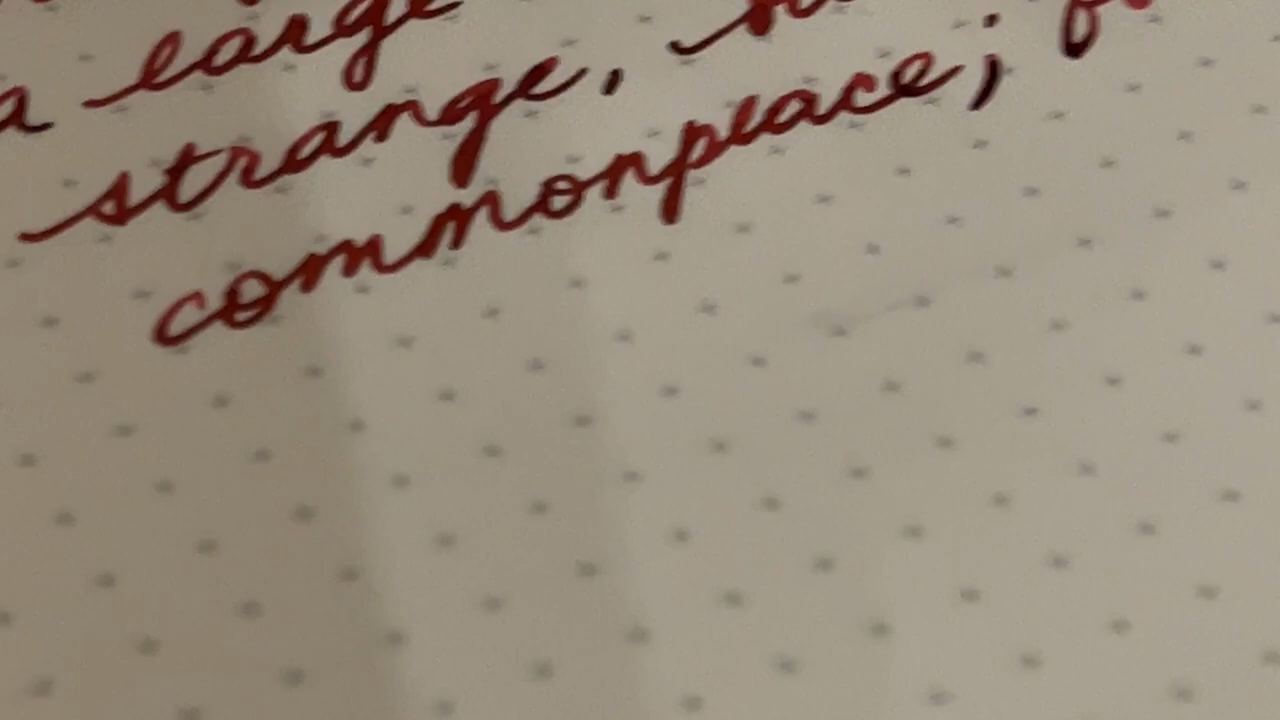 a large
strange,
commonplace;